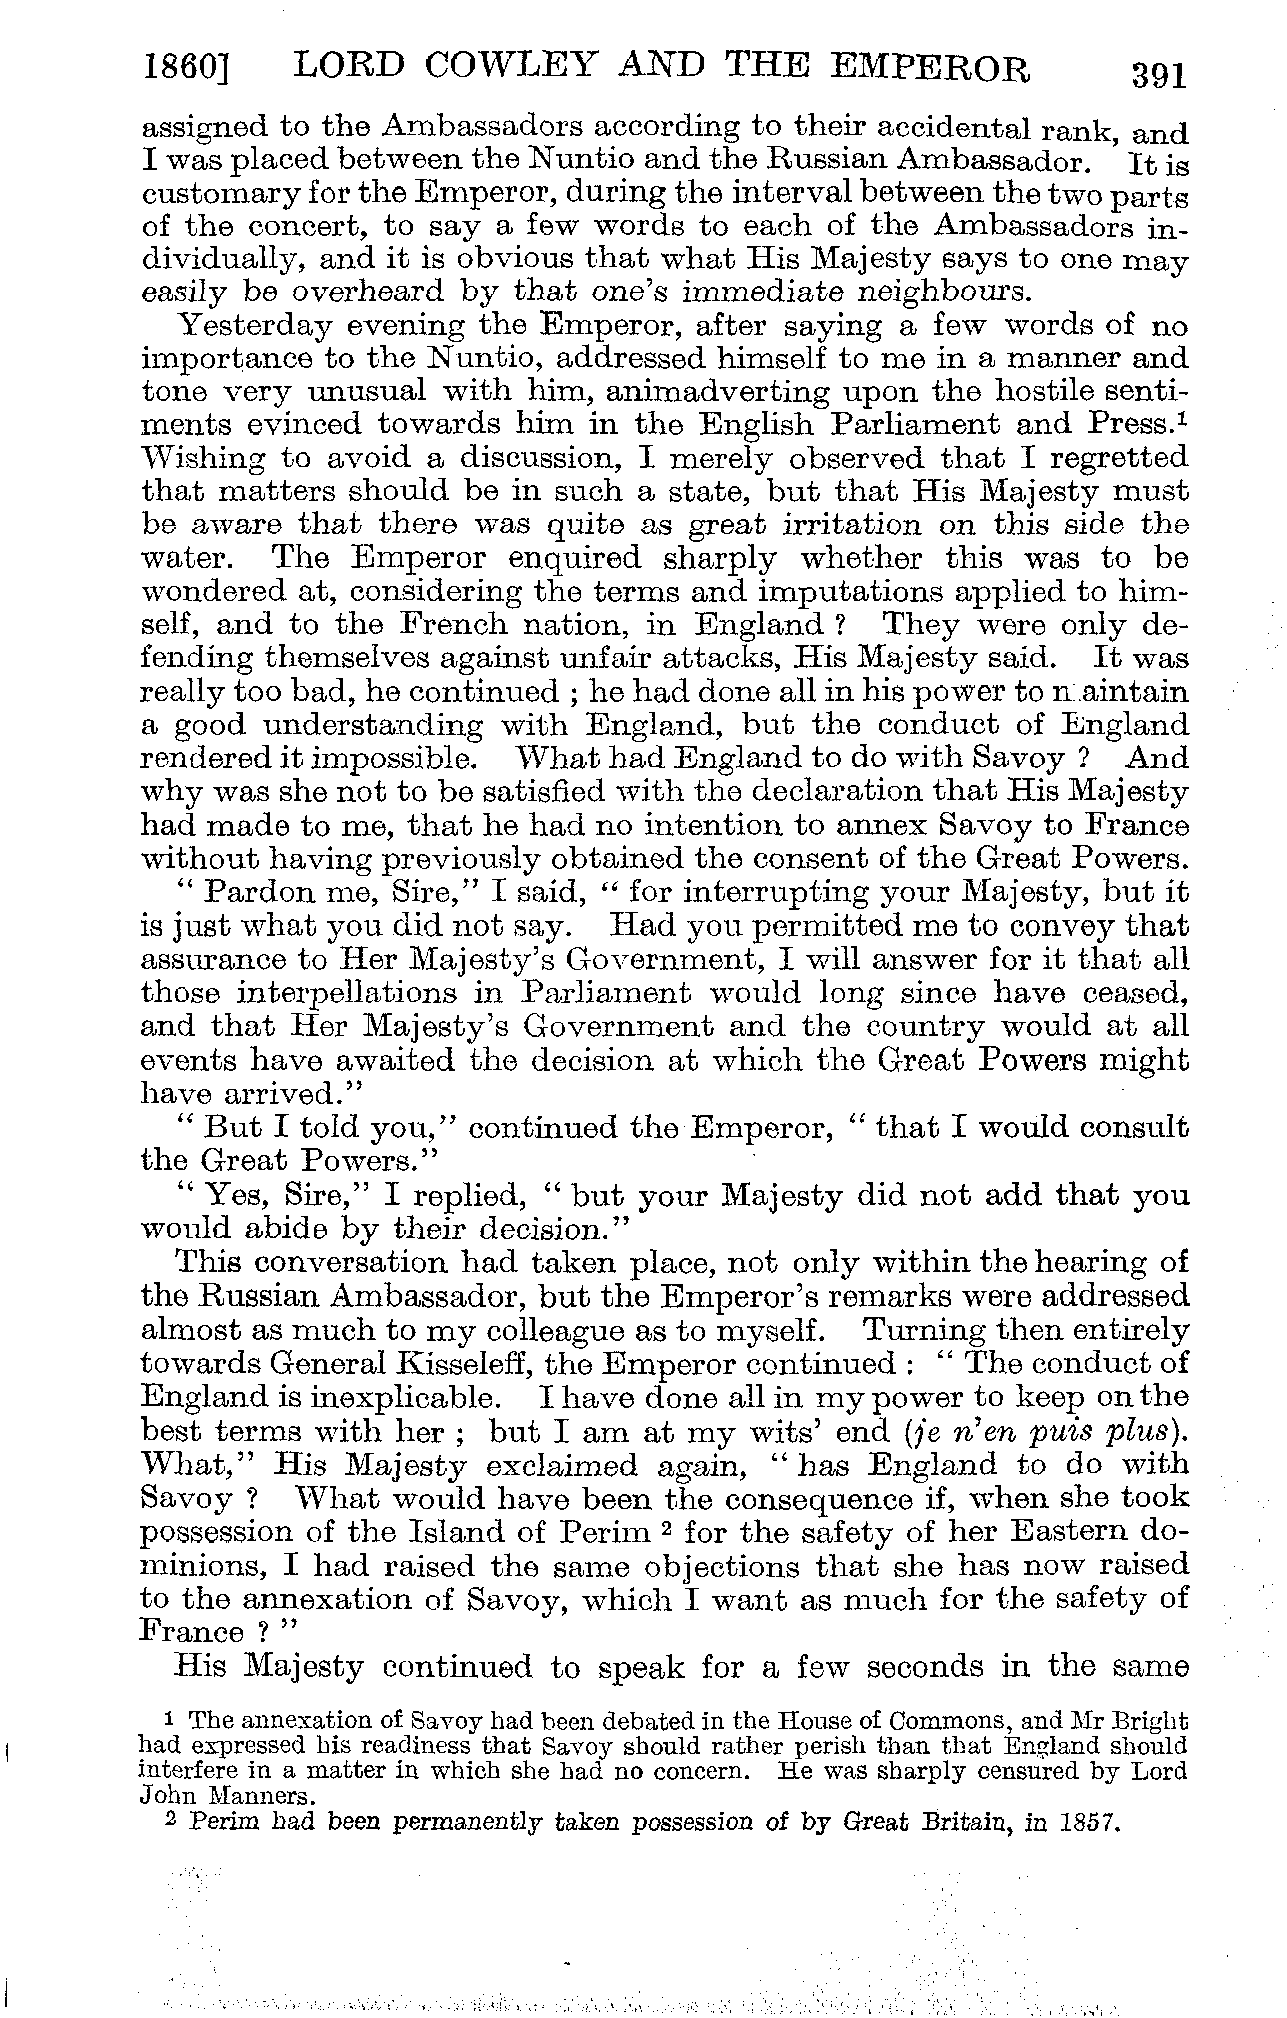 1860] LORD COWLEY AND THE EMPEROR 391
assigned to the Ambassadors according to their accidental rank, and
I was placed between the Nuntio and the Russian Ambassador. It is
customary for the Emperor, during the interval between the two parts
of the concert, to say a few words to each of the Ambassadors in-
dividually, and it is obvious that what His Majesty says to one may
easily be overheard by that one's immediate neighbours.
Yesterday evening the Emperor, after saying a few words of no
importance to the Nuntio, addressed himself to me in a manner and
tone very unusual with him, animadverting upon the hostile senti-
ments evinced towards him in the English Parliament and Press.¹
Wishing to avoid a discussion, I merely observed that I regretted
that matters should be in such a state, but that His Majesty must
be aware that there was quite as great irritation on this side the
water. The Emperor enquired sharply whether this was to be
wondered at, considering the terms and imputations applied to him-
self, and to the French nation, in England ? They were only de-
fending themselves against unfair attacks, His Majesty said. It was
really too bad, he continued ; he had done all in his power to maintain
a good understanding with England, but the conduct of England
rendered it impossible. What had England to do with Savoy ? And
why was she not to be satisfied with the declaration that His Majesty
had made to me, that he had no intention to annex Savoy to France
without having previously obtained the consent of the Great Powers.
" Pardon me, Sire," I said, " for interrupting your Majesty, but it
is just what you did not say. Had you permitted me to convey that
assurance to Her Majesty's Government, I will answer for it that all
those interpellations in Parliament would long since have ceased,
and that Her Majesty's Government and the country would at all
events have awaited the decision at which the Great Powers might
have arrived."
" But I told you," continued the Emperor, " that I would consult
the Great Powers."
" Yes, Sire," I replied, " but your Majesty did not add that you
would abide by their decision."
This conversation had taken place, not only within the hearing of
the Russian Ambassador, but the Emperor's remarks were addressed
almost as much to my colleague as to myself. Turning then entirely
towards General Kisseleff, the Emperor continued : " The conduct of
England is inexplicable. I have done all in my power to keep on the
best terms with her ; but I am at my wits' end (je n'en puis plus).
What," His Majesty exclaimed again, " has England to do with
Savoy ? What would have been the consequence if, when she took
possession of the Island of Perim ² for the safety of her Eastern do-
minions, I had raised the same objections that she has now raised
to the annexation of Savoy, which I want as much for the safety of
France ? "
His Majesty continued to speak for a few seconds in the same
¹ The annexation of Savoy had been debated in the House of Commons, and Mr Bright
had expressed his readiness that Savoy should rather perish than that England should
interfere in a matter in which she had no concern. He was sharply censured by Lord
John Manners.
² Perim had been permanently taken possession of by Great Britain, in 1857.